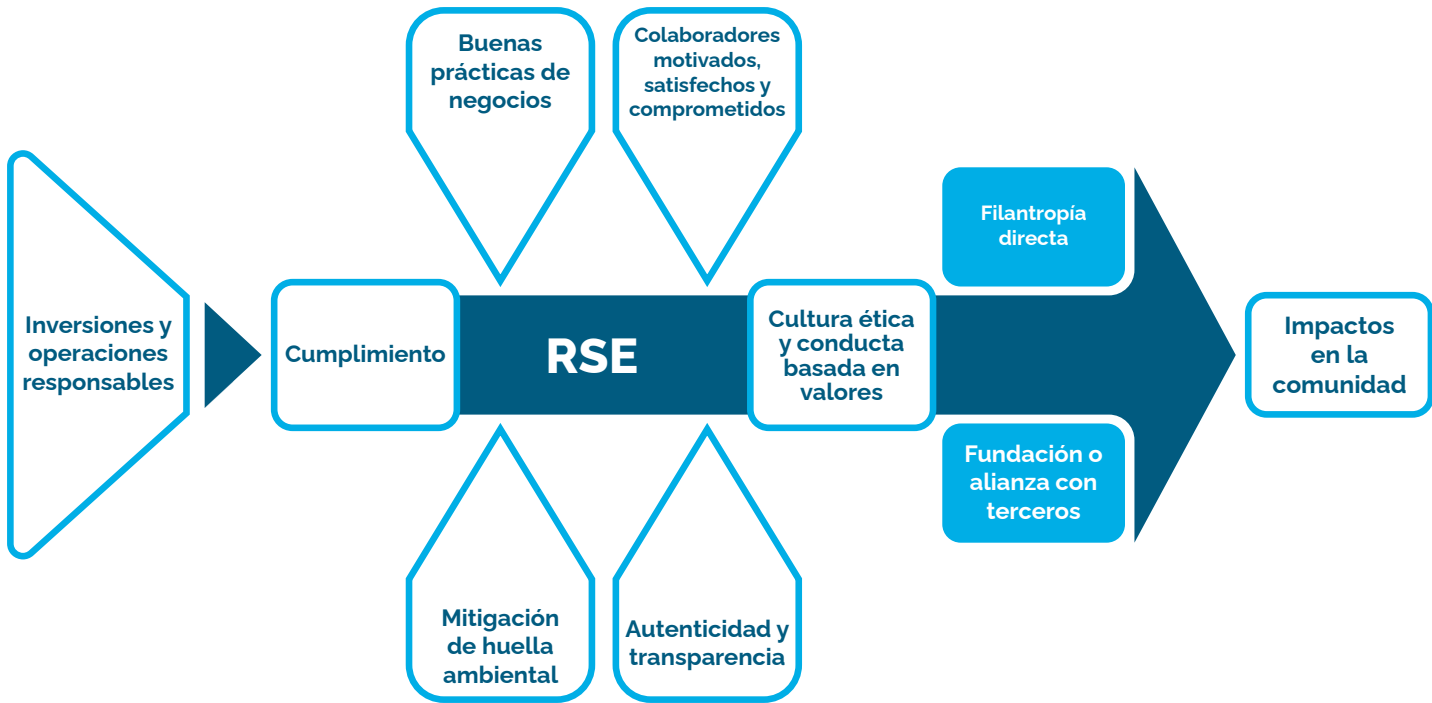 Buenas
prácticas de
negocios
Colaboradores
motivados,
satisfechos y
comprometidos
Inversiones y
operaciones
responsables
Cumplimiento
RSE
Cultura ética
y conducta
basada en
valores
Filantropía
directa
Fundación o
alianza con
terceros
Impactos
en la
comunidad
Mitigación
de huella
ambiental
Autenticidad y
transparencia